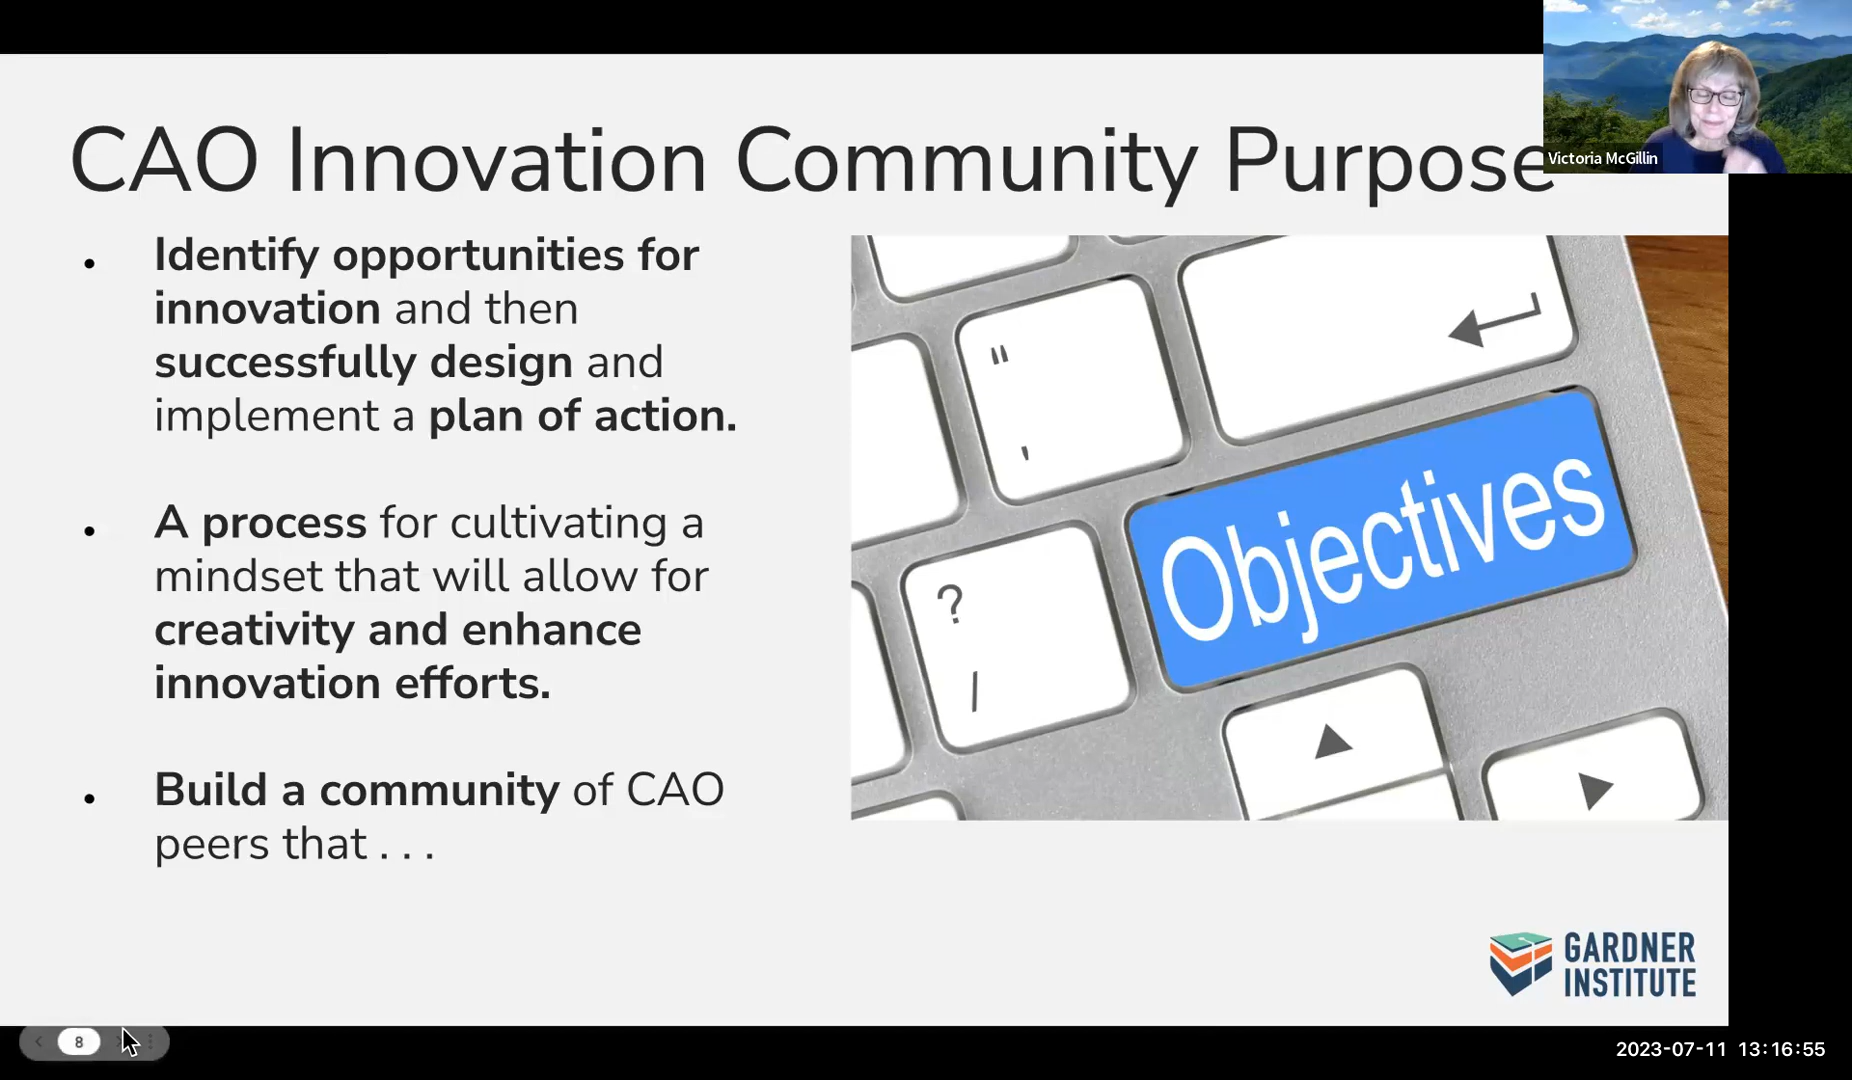 CAO Innovation Community Purpose
Victoria McGillin
• Identify opportunities for
innovation and then
successfully design and
implement a plan of action.
• A process for cultivating a
mindset that will allow for
creativity and enhance
innovation efforts.
• Build a community of CAO
peers that . . .
"
'
?
/
Objectives
GARDNER
INSTITUTE
8
2023-07-11 13:16:55